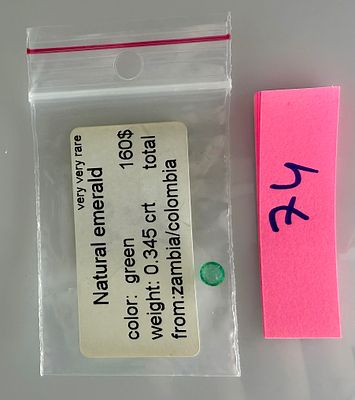 very very rare
Natural emerald
color: green 160$
weight: 0.345 crt total
from:zambia/colombia
74